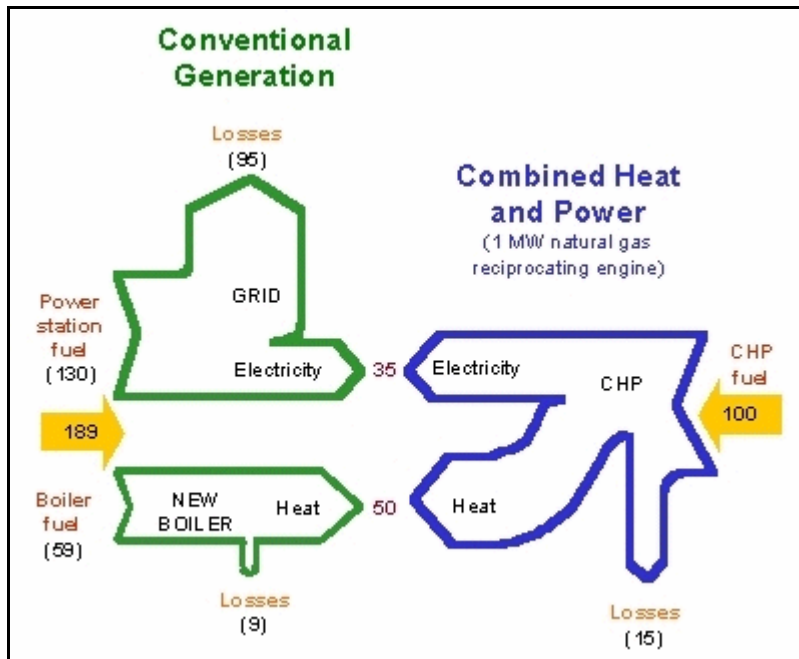 Conventional
Generation
Losses
(95)
Combined Heat
and Power
(1 MW natural gas
reciprocating engine)
GRID
Power
station
fuel
(130)
Electricity
35
Electricity
CHP
CHP
fuel
189
100
Boiler
fuel
(59)
NEW
BOILER
Heat
50
Heat
Losses
(9)
Losses
(15)